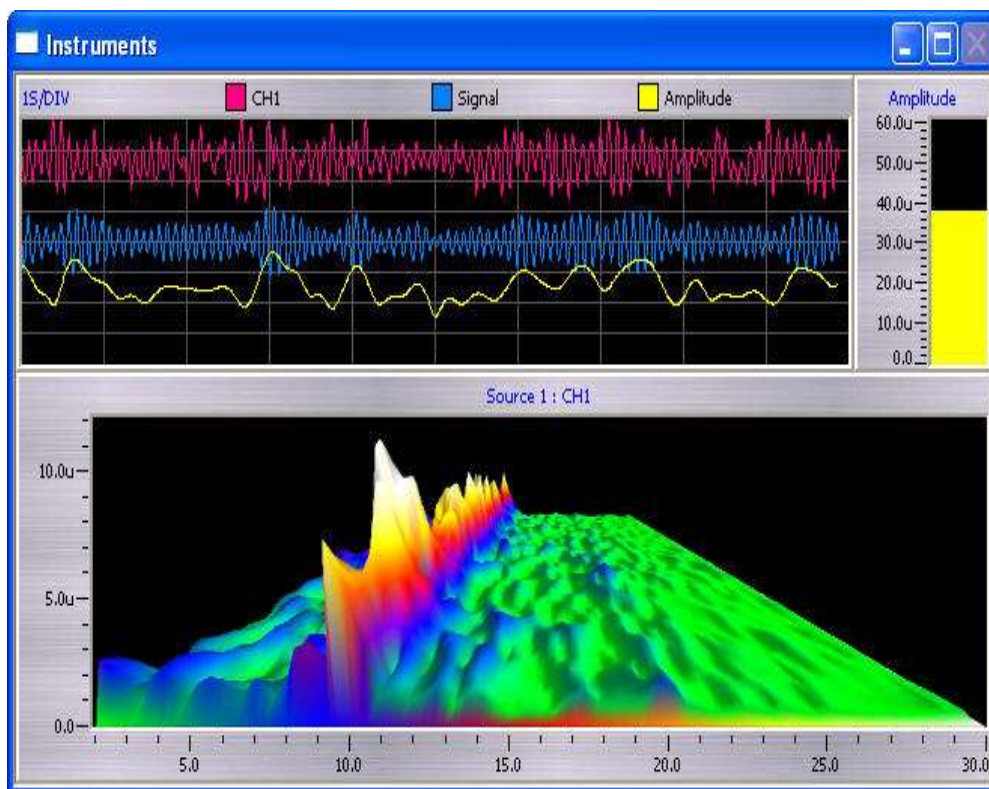 Instruments
1S/DIV CH1 Signal Amplitude
Amplitude
60.0u
50.0u
40.0u
30.0u
20.0u
10.0u
0.0
Source 1 : CH1
10.0u
5.0u
0.0
5.0 10.0 15.0 20.0 25.0 30.0